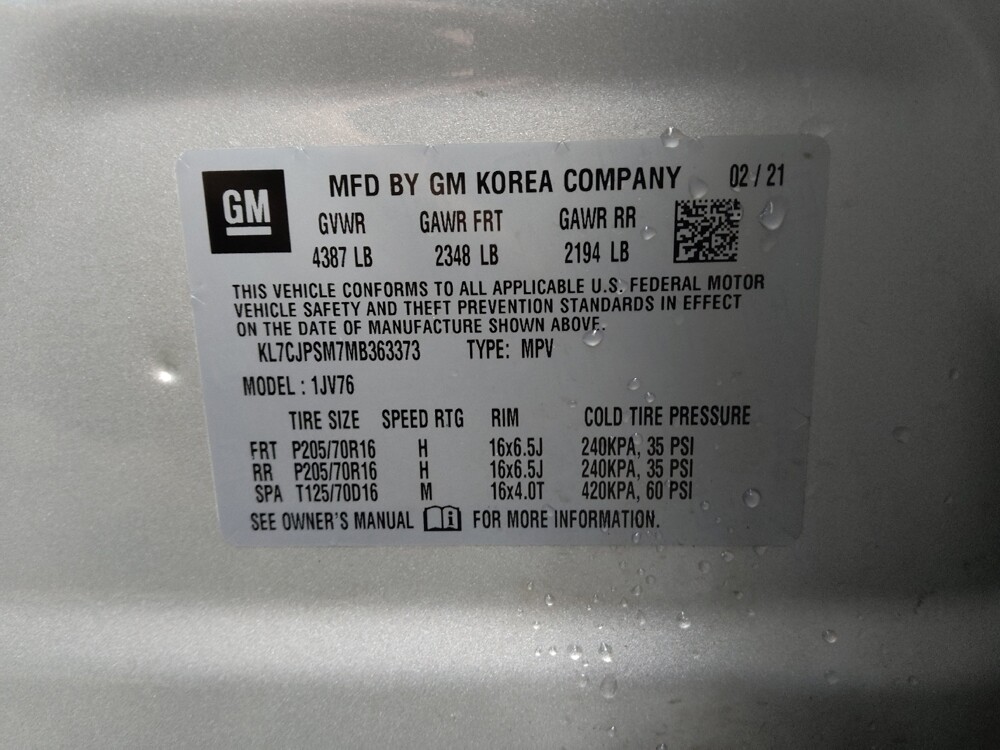 GM
MFD BY GM KOREA COMPANY 02 / 21
GVWR GAWR FRT GAWR RR
4387 LB 2348 LB 2194 LB
THIS VEHICLE CONFORMS TO ALL APPLICABLE U.S. FEDERAL MOTOR
VEHICLE SAFETY AND THEFT PREVENTION STANDARDS IN EFFECT
ON THE DATE OF MANUFACTURE SHOWN ABOVE.
KL7CJPSM7MB363373 TYPE: MPV
MODEL : 1JV76
TIRE SIZE SPEED RTG RIM COLD TIRE PRESSURE
FRT P205/70R16 H 16x6.5J 240KPA, 35 PSI
RR P205/70R16 H 16x6.5J 240KPA, 35 PSI
SPA T125/70D16 M 16x4.0T 420KPA, 60 PSI
SEE OWNER'S MANUAL i FOR MORE INFORMATION.